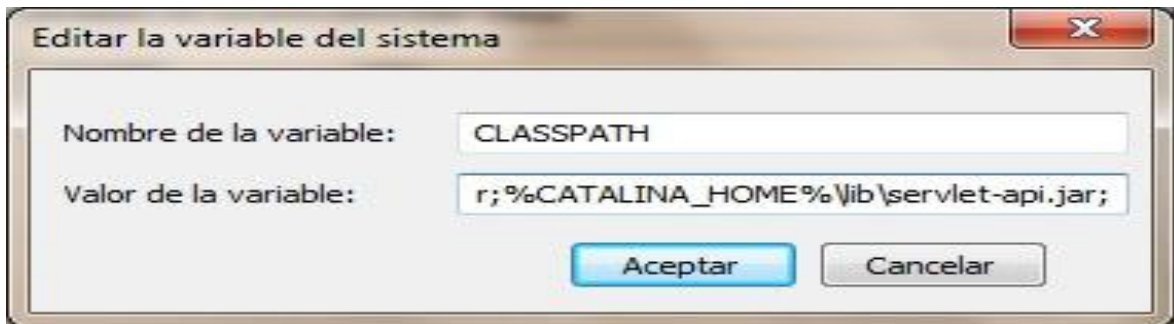 Editar la variable del sistema
Nombre de la variable: CLASSPATH
Valor de la variable: r;%CATALINA_HOME%\lib\servlet-api.jar;
Aceptar Cancelar